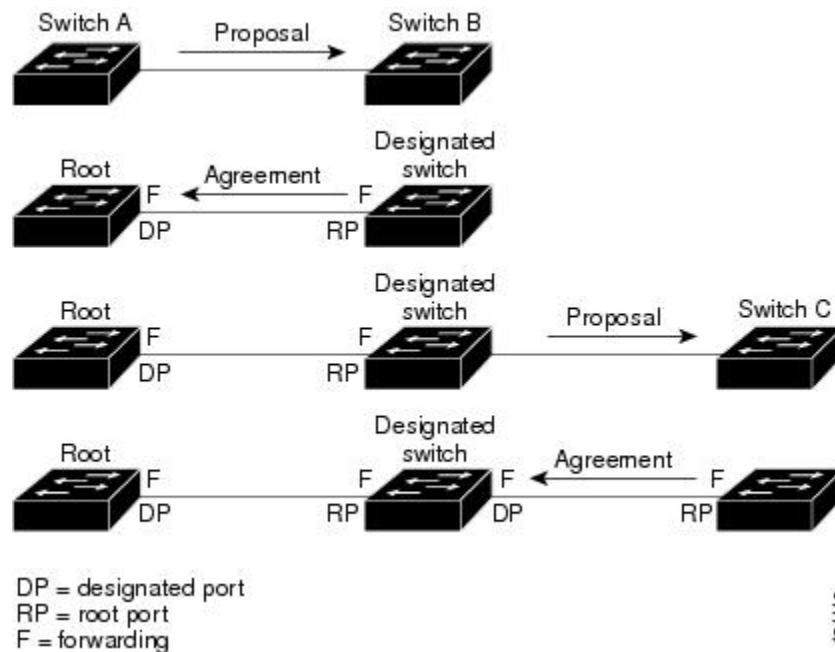 Switch A
Proposal
Switch B
Root
F
Agreement
F
Designated
switch
DP
RP
Root
F
F
Designated
switch
Proposal
Switch C
DP
RP
Root
F
F
Designated
switch
F
Agreement
F
DP
RP
DP
RP
DP = designated port
RP = root port
F = forwarding